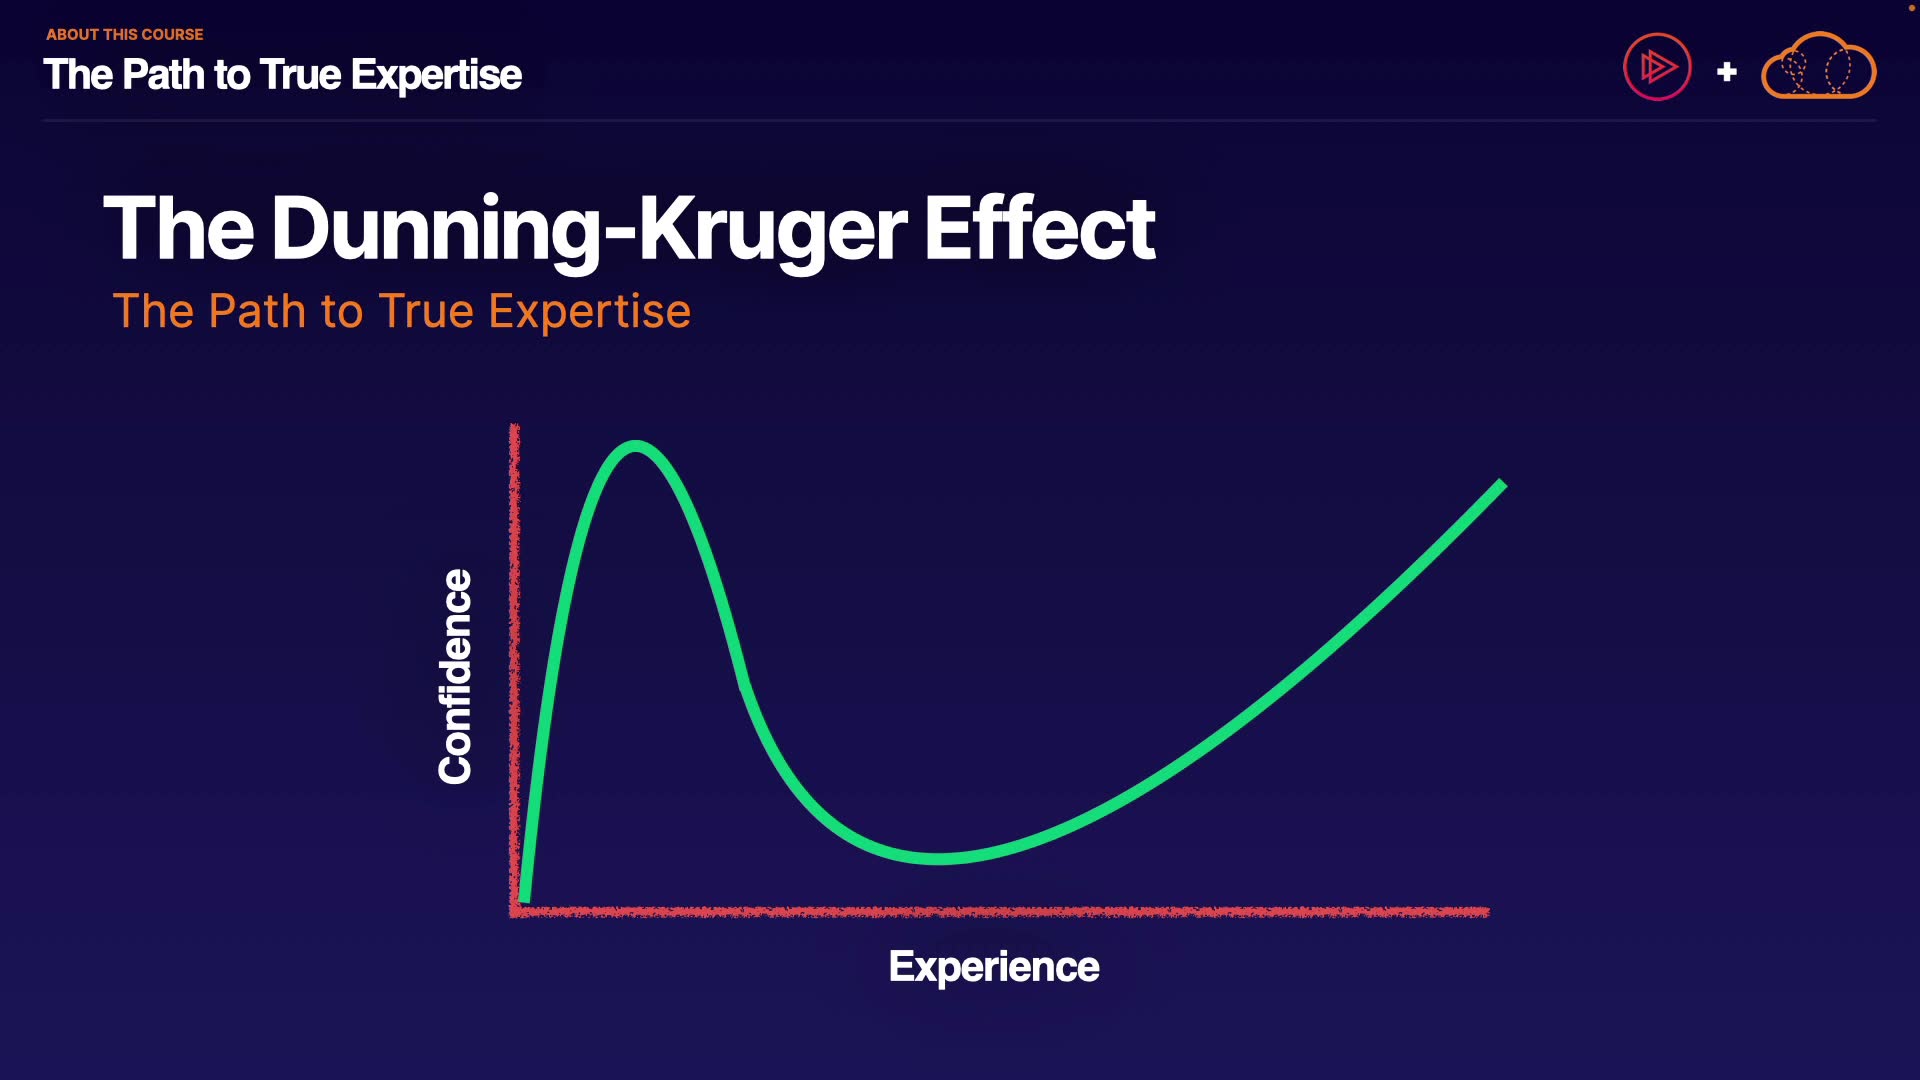 ABOUT THIS COURSE
The Path to True Expertise
+
The Dunning-Kruger Effect
The Path to True Expertise
Confidence
Experience